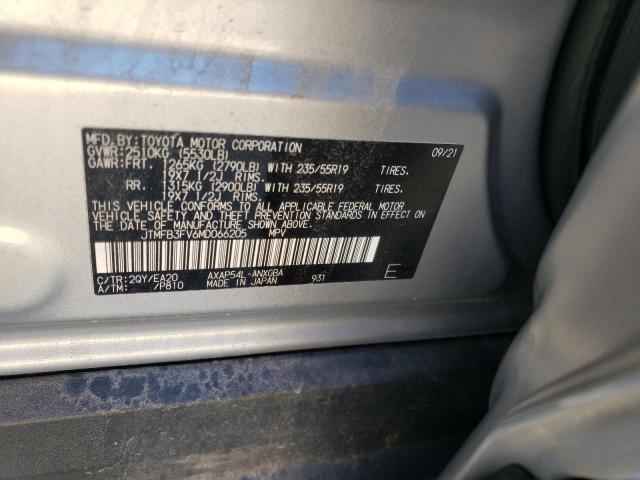 MFD.BY:TOYOTA MOTOR CORPORATION 09/21
GVWR:2510KG (5530LB)
GAWR:FRT 1265KG (2790LB) WITH 235/55R19 TIRES.
19X7 1/2J RIMS.
RR. 1315KG (2900LB) WITH 235/55R19 TIRES.
19X7 1/2J RIMS
THIS VEHICLE CONFORMS TO ALL APPLICABLE FEDERAL MOTOR
VEHICLE SAFETY AND THEFT PREVENTION STANDARDS IN EFFECT ON
THE DATE OF MANUFACTURE SHOWN ABOVE.
JTMFB3FV6MD066205 MPV
C/TR:2QY/EA20 AXAP54L-ANXGBA
A/TM: /P810 MADE IN JAPAN 931 E